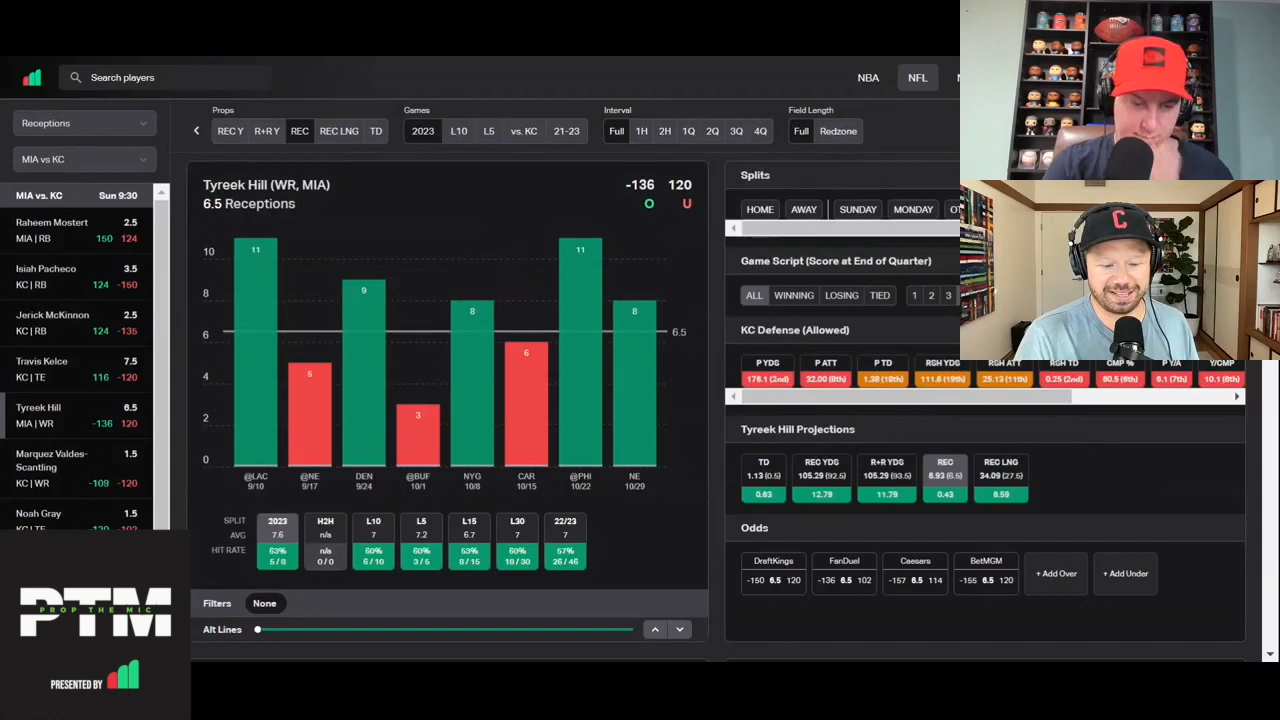 Search players
NBA
NFL
Receptions
MIA vs KC
Props
REC Y R+R Y REC REC LNG TD
Games
2023 L10 L5 vs. KC 21-23
Interval
Full 1H 2H 1Q 2Q 3Q 4Q
Field Length
Full Redzone
MIA vs. KC Sun 9:30
Raheem Mostert 2.5
MIA | RB 150 124
Isiah Pacheco 3.5
KC | RB 124 -150
Jerick McKinnon 2.5
KC | RB 124 -135
Travis Kelce 7.5
KC | TE 116 -120
Tyreek Hill 6.5
MIA | WR -136 120
Marquez Valdes-
Scantling 1.5
KC | WR -109 -120
Noah Gray 1.5
Tyreek Hill (WR, MIA) -136 120
6.5 Receptions O U
10
8
6
4
2
0
11
5
9
3
8
6
11
8
6.5
@LAC @NE DEN @BUF NYG CAR @PHI NE
9/10 9/17 9/24 10/1 10/8 10/15 10/22 10/29
SPLIT 2023 H2H L10 L5 L15 L30 22/23
AVG 7.6 n/a 7 7.2 6.7 7 7
HIT RATE 63% n/a 60% 60% 53% 60% 57%
5 / 8 0 / 0 6 / 10 3 / 5 8 / 15 18 / 30 26 / 46
Filters None
Alt Lines
Splits
HOME AWAY SUNDAY MONDAY
Game Script (Score at End of Quarter)
ALL WINNING LOSING TIED 1 2 3
KC Defense (Allowed)
P YDG P ATT P TD RSH YDG RSH ATT RSH TD CMP % P Y/A Y/CMP
176.1 (2nd) 32.00 (8th) 1.38 (18th) 111.6 (19th) 25.13 (11th) 0.25 (2nd) 60.5 (6th) 6.1 (7th) 10.1 (6th)
Tyreek Hill Projections
TD REC YDG R+R YDG REC REC LNG
1.13 (0.5) 105.29 (92.5) 105.29 (93.5) 6.93 (6.5) 34.09 (27.5)
0.63 12.79 11.79 0.43 6.59
Odds
DraftKings FanDuel Caesars BetMGM
-150 6.5 120 -136 6.5 102 -157 6.5 114 -155 6.5 120
+ Add Over + Add Under
PTM
PROP THE MIC
PRESENTED BY
C